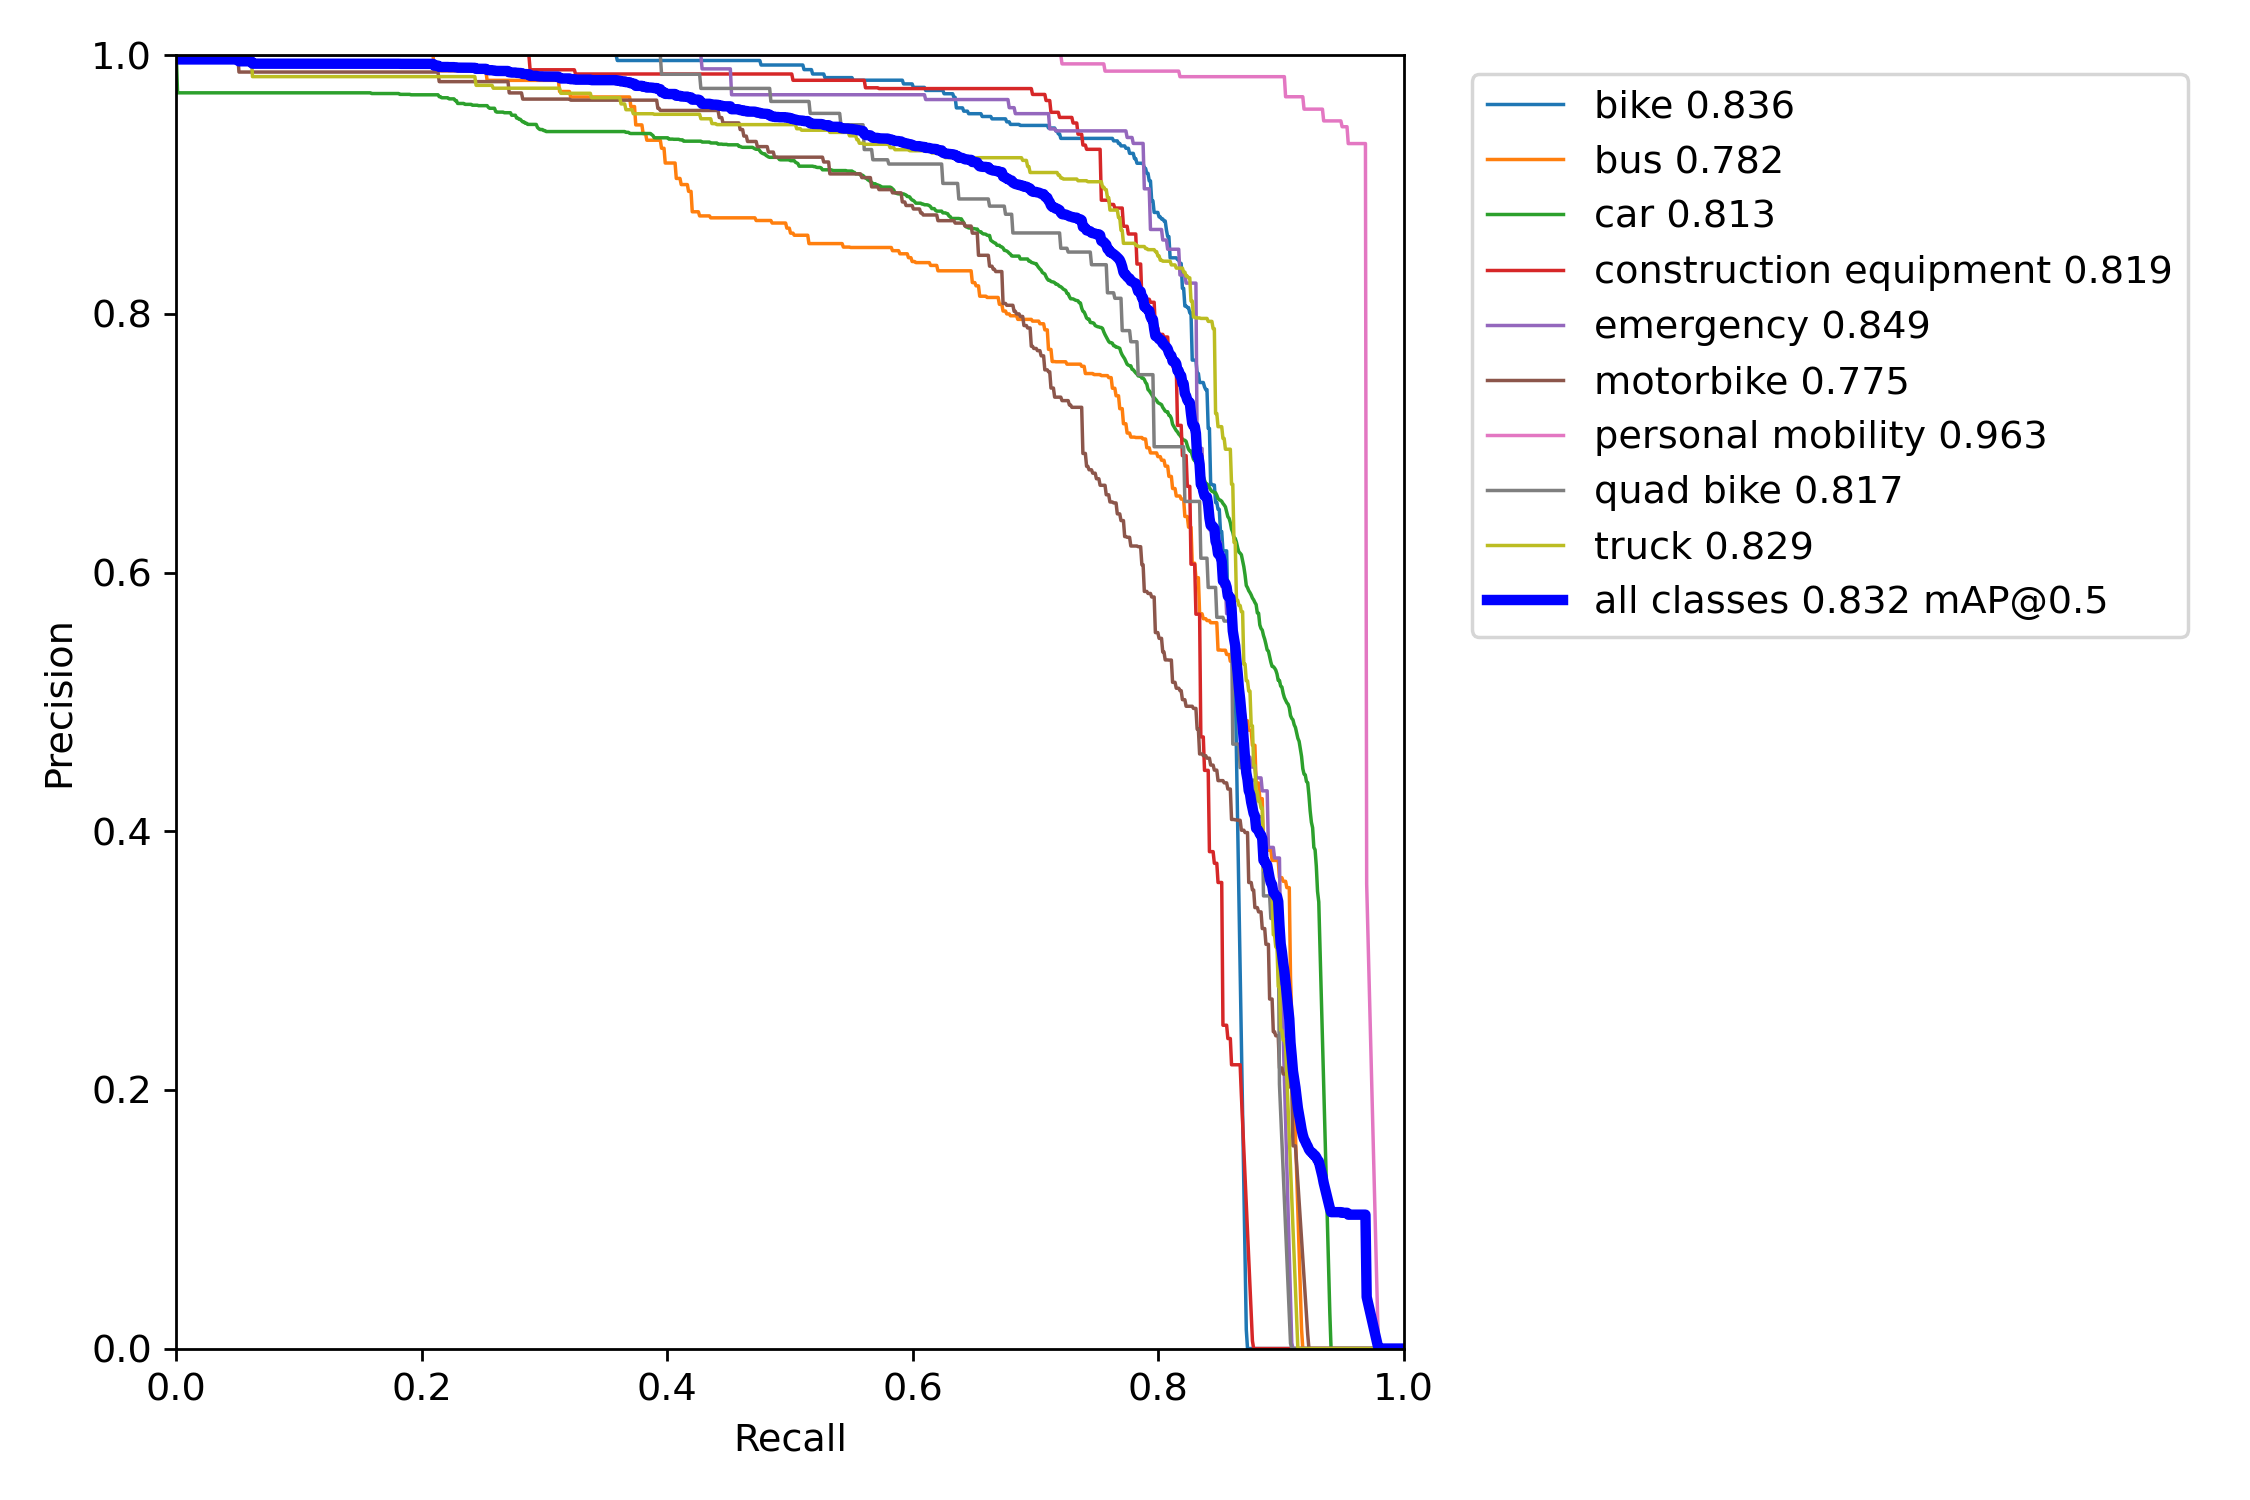 1.0
0.8
0.6
0.4
0.2
0.0
0.0 0.2 0.4 0.6 0.8 1.0
Precision
Recall
bike 0.836
bus 0.782
car 0.813
construction equipment 0.819
emergency 0.849
motorbike 0.775
personal mobility 0.963
quad bike 0.817
truck 0.829
all classes 0.832 mAP@0.5